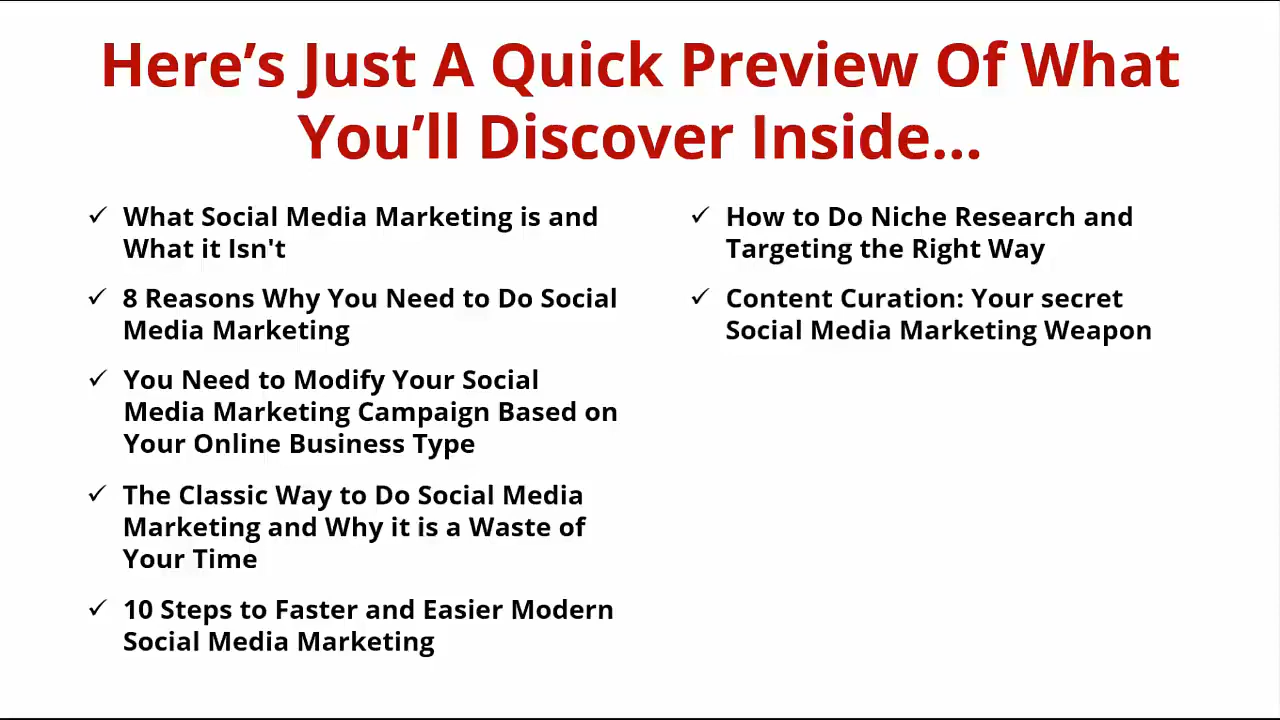 Here’s Just A Quick Preview Of What
You’ll Discover Inside...
✓ What Social Media Marketing is and
What it Isn't
✓ 8 Reasons Why You Need to Do Social
Media Marketing
✓ You Need to Modify Your Social
Media Marketing Campaign Based on
Your Online Business Type
✓ The Classic Way to Do Social Media
Marketing and Why it is a Waste of
Your Time
✓ 10 Steps to Faster and Easier Modern
Social Media Marketing
✓ How to Do Niche Research and
Targeting the Right Way
✓ Content Curation: Your secret
Social Media Marketing Weapon